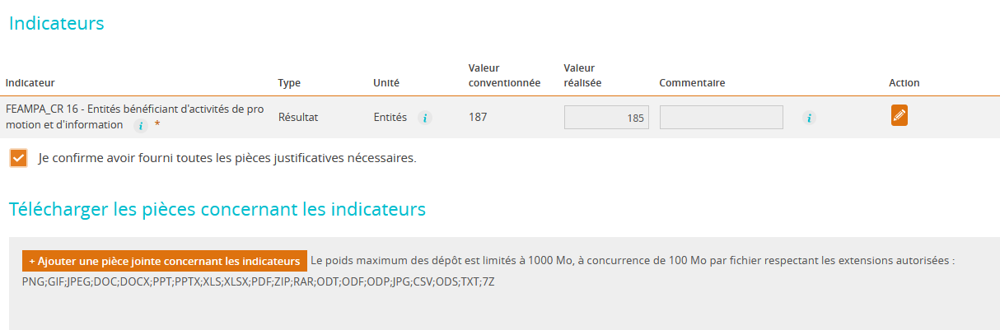 Indicateurs
Indicateur Type Unité Valeur conventionnée Valeur réalisée Commentaire Action
FEAMPA_CR 16 - Entités bénéficiant d'activités de pro
motion et d'information i * Résultat Entités i 187 185 i
Je confirme avoir fourni toutes les pièces justificatives nécessaires.
Télécharger les pièces concernant les indicateurs
+ Ajouter une pièce jointe concernant les indicateurs Le poids maximum des dépôt est limités à 1000 Mo, à concurrence de 100 Mo par fichier respectant les extensions autorisées :
PNG;GIF;JPEG;DOC;DOCX;PPT;PPTX;XLS;XLSX;PDF;ZIP;RAR;ODT;ODF;ODP;JPG;CSV;ODS;TXT;7Z